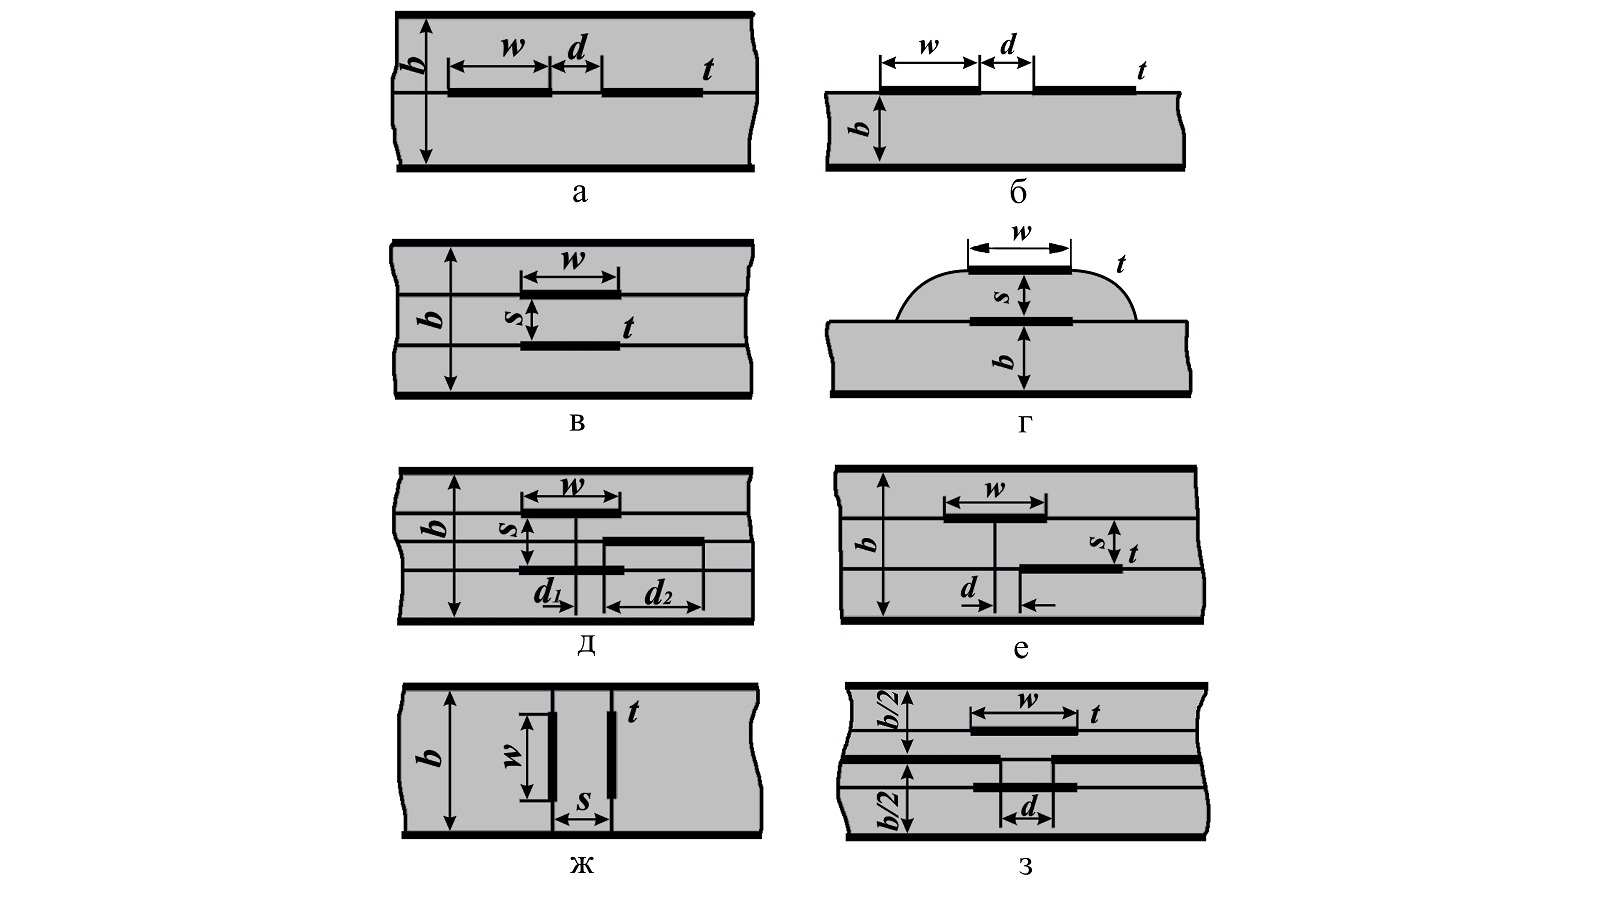 b w d t
а
w d t
b
б
b w s t
в
w t
s
b
г
b w s
d1 d2
д
b w s t
d
е
b w s t
ж
b/2 w t
b/2 d
з